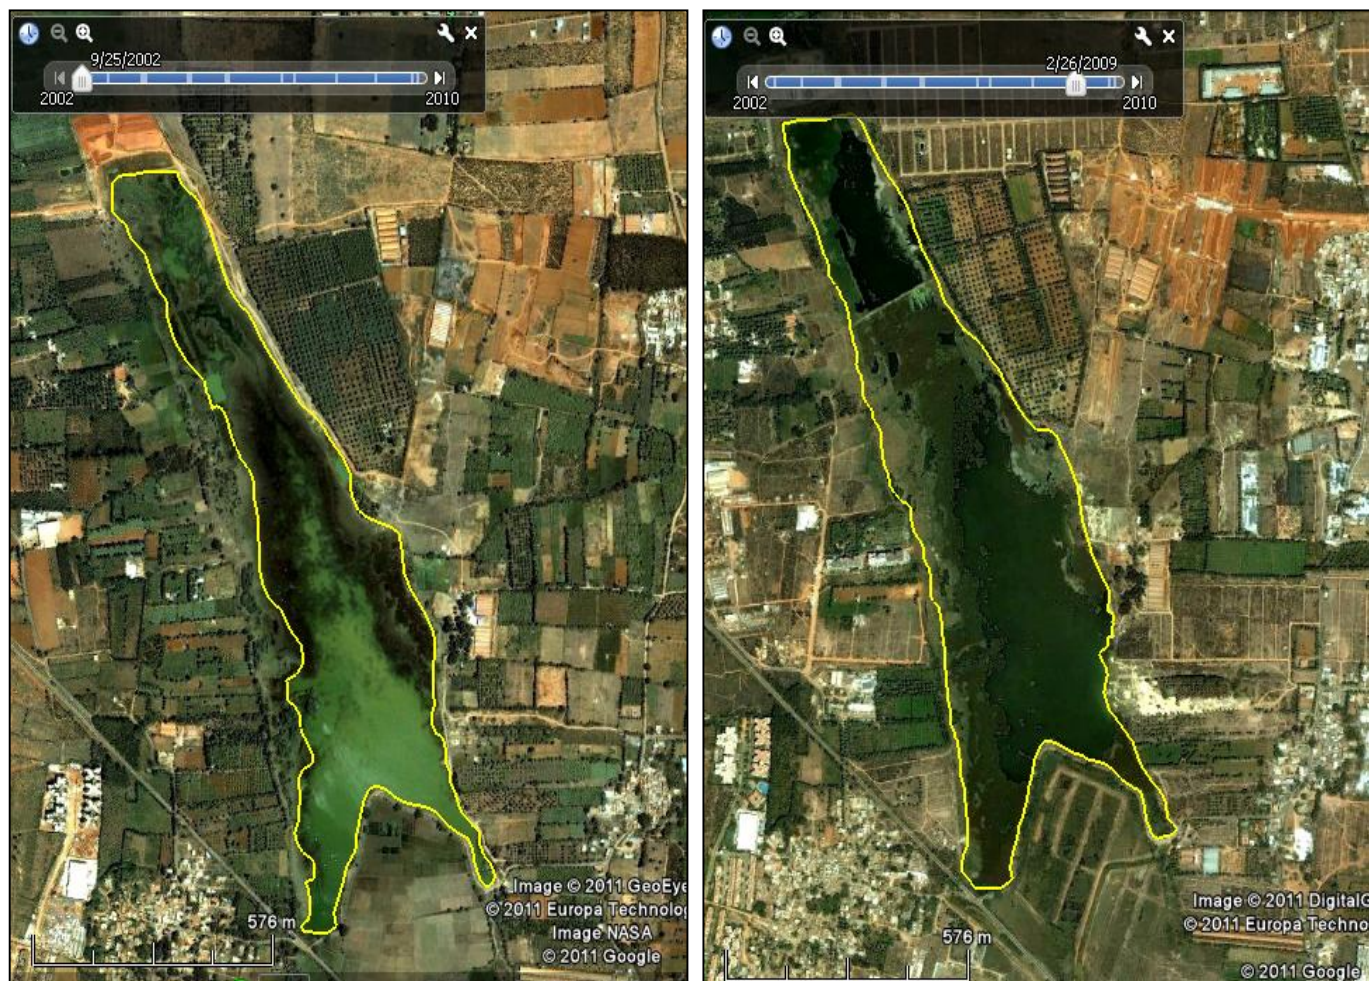 9/25/2002
2002
2010
576 m
Image © 2011 GeoEye
© 2011 Europa Technolog
Image NASA
© 2011 Google
2/26/2009
2002
2010
576 m
Image © 2011 DigitalG
© 2011 Europa Techno
© 2011 Google